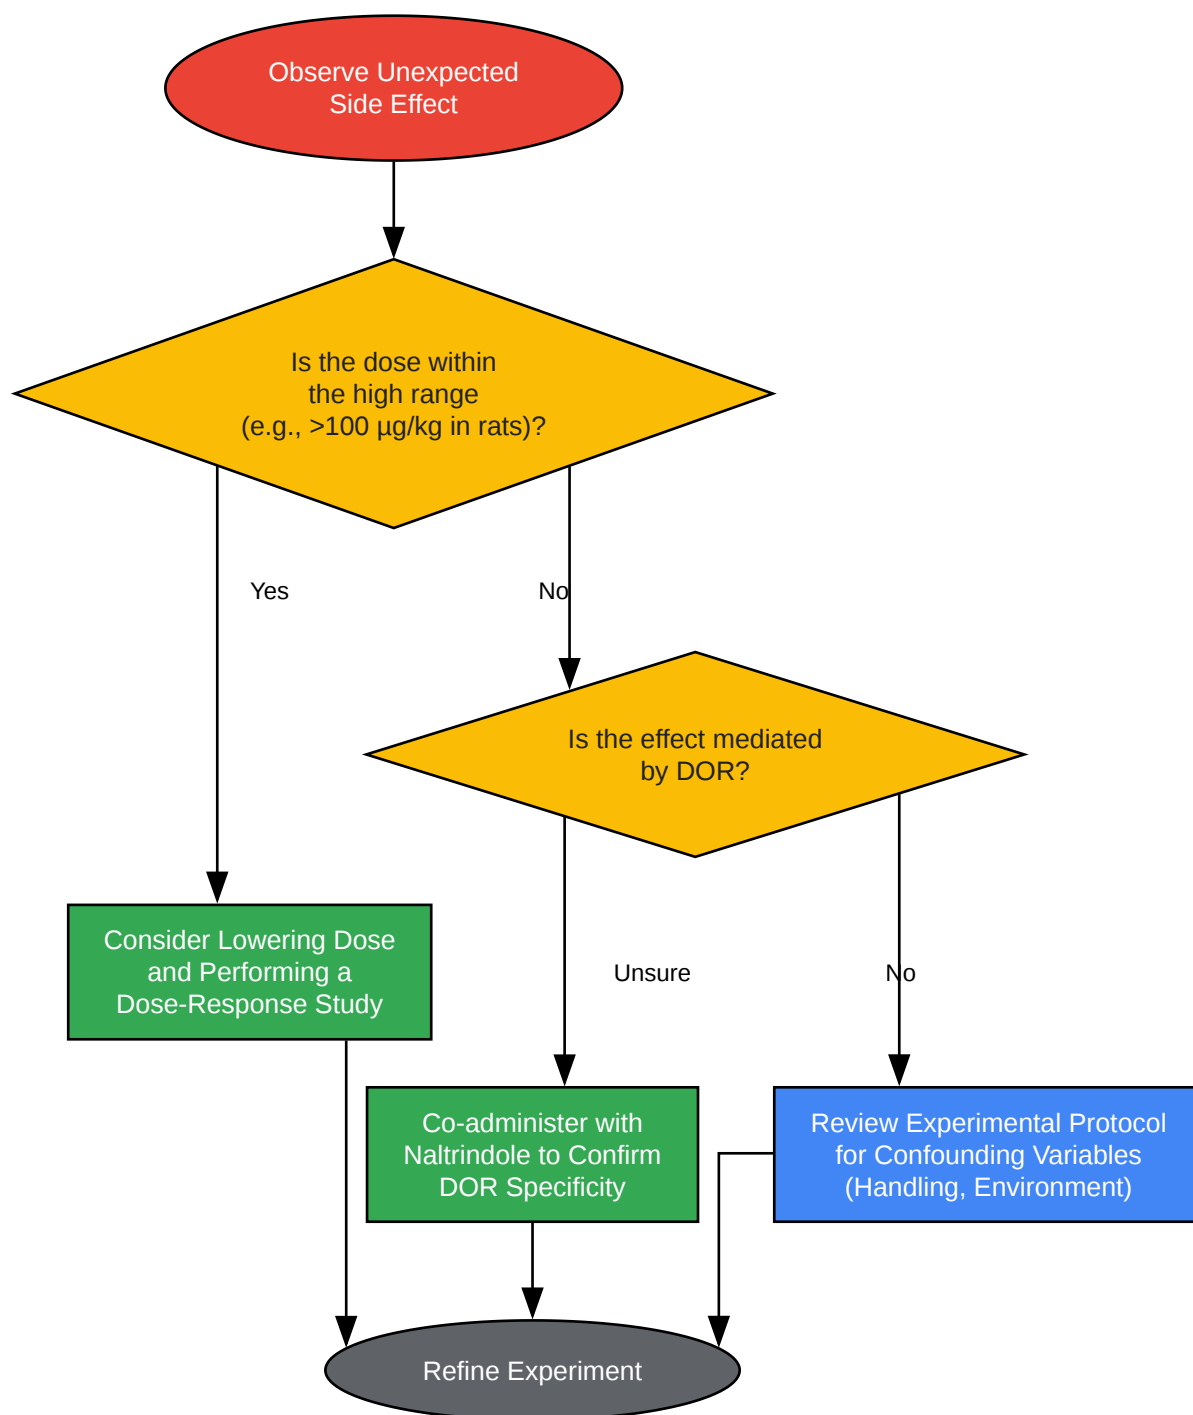 Observe Unexpected
Side Effect
Is the dose within
the high range
(e.g., >100 µg/kg in rats)?
Yes
No
Is the effect mediated
by DOR?
Consider Lowering Dose
and Performing a
Dose-Response Study
Unsure
No
Co-administer with
Naltrindole to Confirm
DOR Specificity
Review Experimental Protocol
for Confounding Variables
(Handling, Environment)
Refine Experiment